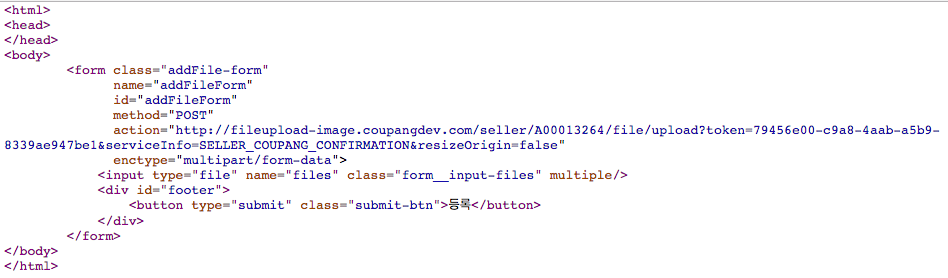 <html>
<head>
</head>
<body>
        <form class="addFile-form"
              name="addFileForm"
              id="addFileForm"
              method="POST"
              action="http://fileupload-image.coupangdev.com/seller/A00013264/file/upload?token=79456e00-c9a8-4aab-a5b9-
8339ae947be1&serviceInfo=SELLER_COUPANG_CONFIRMATION&resizeOrigin=false"
              enctype="multipart/form-data">
            <input type="file" name="files" class="form__input-files" multiple/>
            <div id="footer">
                <button type="submit" class="submit-btn">등록</button>
            </div>
        </form>
</body>
</html>